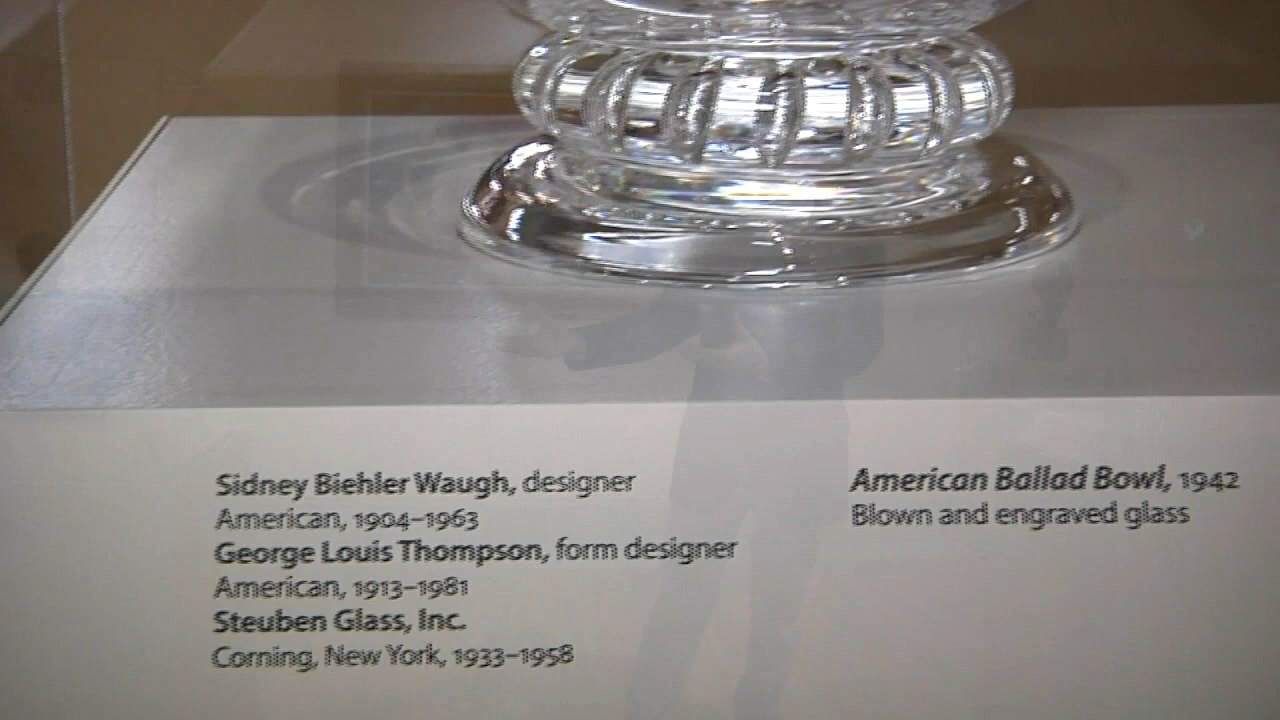 Sidney Biehler Waugh, designer
American, 1904–1963
George Louis Thompson, form designer
American, 1913–1981
Steuben Glass, Inc.
Corning, New York, 1933–1958
American Ballad Bowl, 1942
Blown and engraved glass